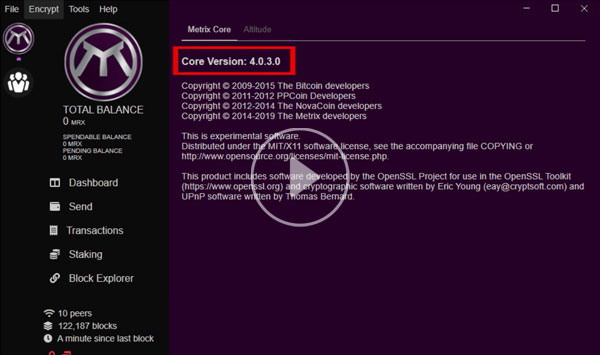 File Encrypt Tools Help
Metrix Core Altitude
Core Version: 4.0.3.0
Copyright © 2009-2015 The Bitcoin developers
Copyright © 2011-2012 PPCoin Developers
Copyright © 2012-2014 The NovaCoin developers
Copyright © 2014-2019 The Metrix developers
This is experimental software.
Distributed under the MIT/X11 software license, see the accompanying file COPYING or
http://www.opensource.org/licenses/mit-license.php.
This product includes software developed by the OpenSSL Project for use in the OpenSSL Toolkit
(https://www.openssl.org) and cryptographic software written by Eric Young (eay@cryptsoft.com) and
UPnP software written by Thomas Bernard.
TOTAL BALANCE
0 MRX
SPENDABLE BALANCE
0 MRX
PENDING BALANCE
0 MRX
Dashboard
Send
Transactions
Staking
Block Explorer
10 peers
122,187 blocks
A minute since last block